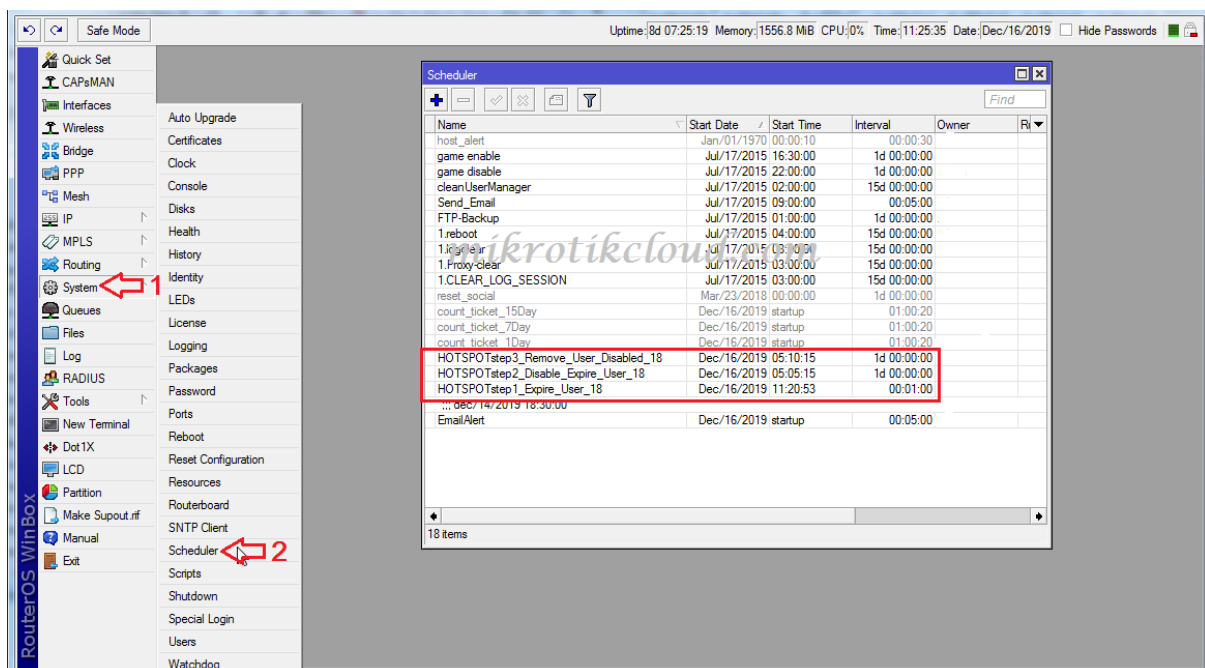 Safe Mode
Uptime: 8d 07:25:19 Memory: 1556.8 MiB CPU: 0% Time: 11:25:35 Date: Dec/16/2019 Hide Passwords
Quick Set
CAPsMAN
Interfaces
Wireless
Bridge
PPP
Mesh
IP
MPLS
Routing
System
1
Queues
Files
Log
RADIUS
Tools
New Terminal
Dot1X
LCD
Partition
Make Supout.rif
Manual
Exit
RouterOS WinBox
Auto Upgrade
Certificates
Clock
Console
Disks
Health
History
Identity
LEDs
License
Logging
Packages
Password
Ports
Reboot
Reset Configuration
Resources
Routerboard
SNTP Client
Scheduler
2
Scripts
Shutdown
Special Login
Users
Watchdog
Scheduler
Find
Name Start Date Start Time Interval Owner
host_alert Jan/01/1970 00:00:10 00:00:30
game enable Jul/17/2015 16:30:00 1d 00:00:00
game disable Jul/17/2015 22:00:00 1d 00:00:00
cleanUserManager Jul/17/2015 02:00:00 15d 00:00:00
Send_Email Jul/17/2015 09:00:00 00:05:00
FTP-Backup Jul/17/2015 01:00:00 1d 00:00:00
1.reboot Jul/17/2015 04:00:00 15d 00:00:00
Jul/17/2015 03:00:00 15d 00:00:00
1.Proxy-clear Jul/17/2015 03:00:00 15d 00:00:00
1.CLEAR_LOG_SESSION Jul/17/2015 03:00:00 15d 00:00:00
reset_social Mar/23/2018 00:00:00 1d 00:00:00
count_ticket_15Day Dec/16/2019 startup 01:00:20
count_ticket_7Day Dec/16/2019 startup 01:00:20
count_ticket_1Day Dec/16/2019 startup 01:00:20
HOTSPOTstep3_Remove_User_Disabled_18 Dec/16/2019 05:10:15 1d 00:00:00
HOTSPOTstep2_Disable_Expire_User_18 Dec/16/2019 05:05:15 1d 00:00:00
HOTSPOTstep1_Expire_User_18 Dec/16/2019 11:20:53 00:01:00
::: dec/14/2019 18:30:00
EmailAlert Dec/16/2019 startup 00:05:00
18 items
mikrotikcloud.com